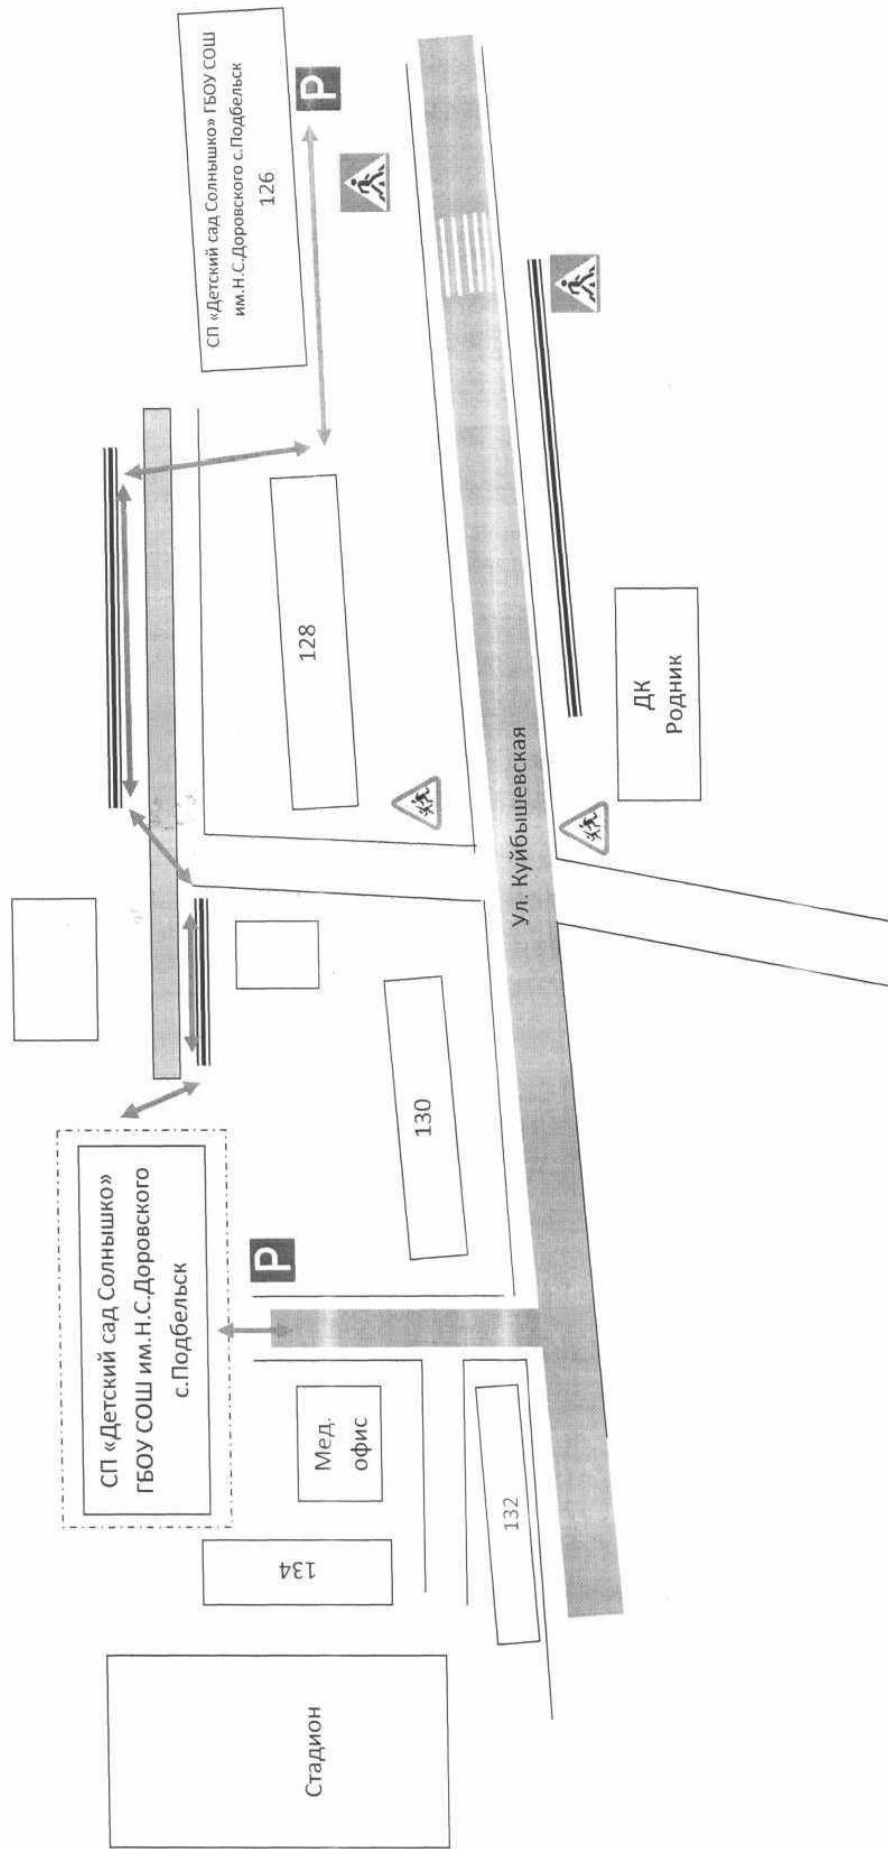 СП «Детский сад Солнышко» ГБОУ СОШ
им.Н.С.Доровского с.Подбельск
126
P
128
Ул. Куйбышевская
ДК
Родник
130
СП «Детский сад Солнышко»
ГБОУ СОШ им.Н.С.Доровского
с.Подбельск
P
Мед.
офис
132
134
Стадион